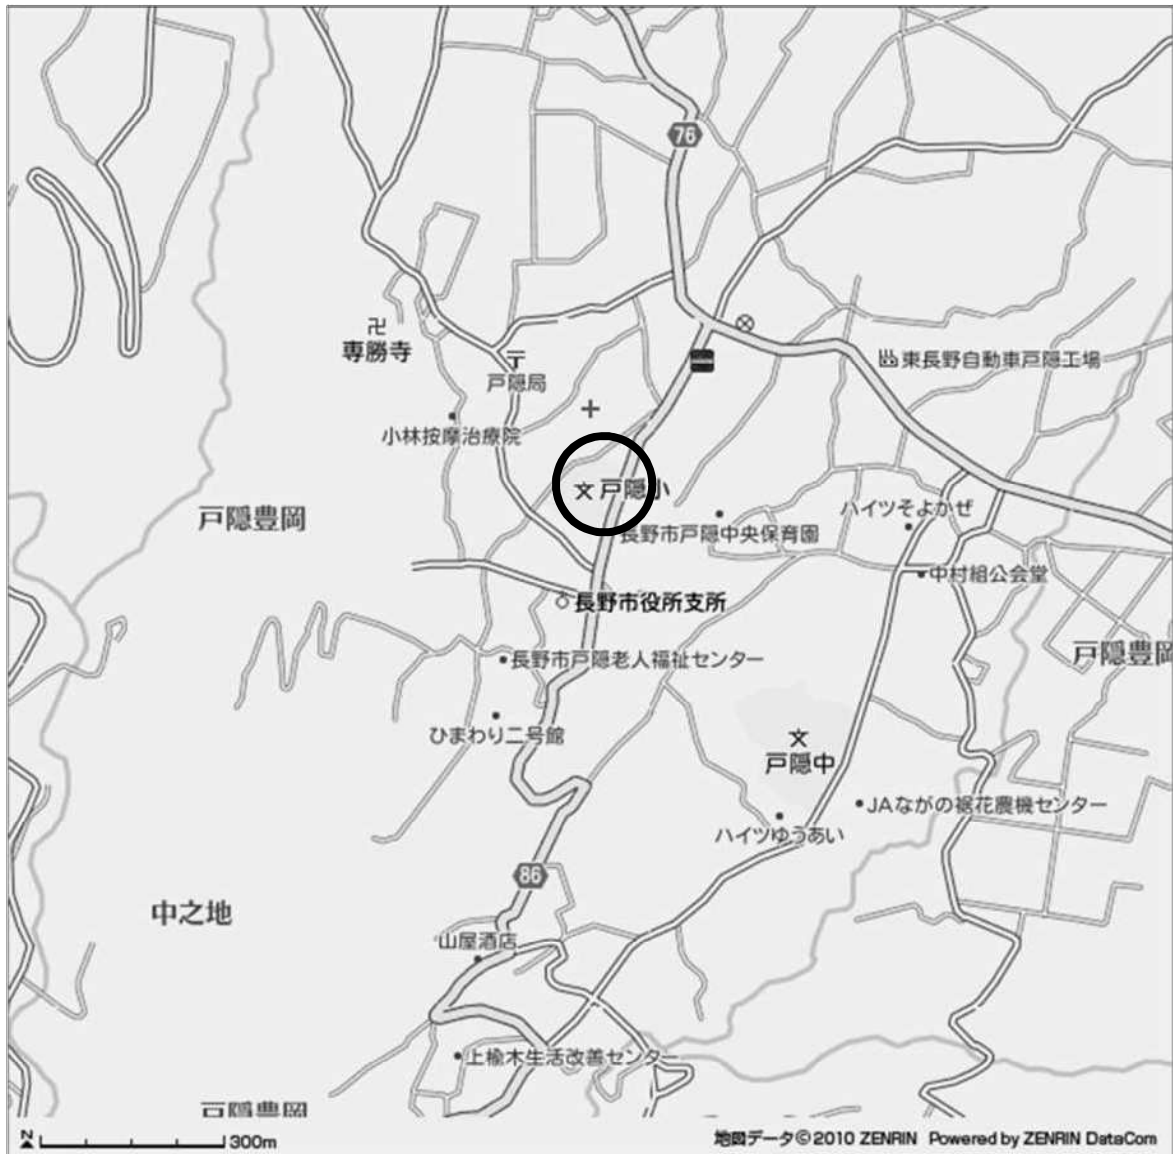 76
卍
専勝寺
〒
戸隠局
東長野自動車戸隠工場
小林按摩治療院
文 戸隠小
戸隠豊岡
長野市戸隠中央保育園
ハイツそよかぜ
中村組公会堂
長野市役所支所
長野市戸隠老人福祉センター
戸隠豊岡
ひまわり二号館
文
戸隠中
JAながの裾花農機センター
ハイツゆうあい
86
中之地
山屋酒店
上楡木生活改善センター
戸隠豊岡
N
300m
地図データ©2010 ZENRIN Powered by ZENRIN DataCom